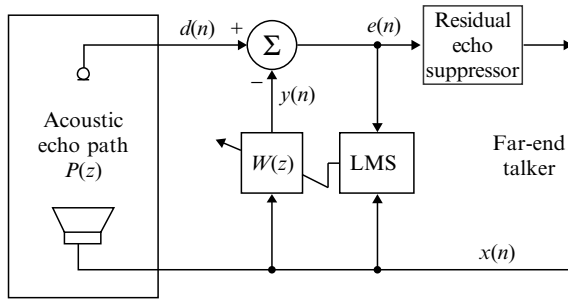 d(n)
+
Σ
e(n)
Residual
echo
suppressor
−
y(n)
Acoustic
echo path
P(z)
W(z)
LMS
Far-end
talker
x(n)